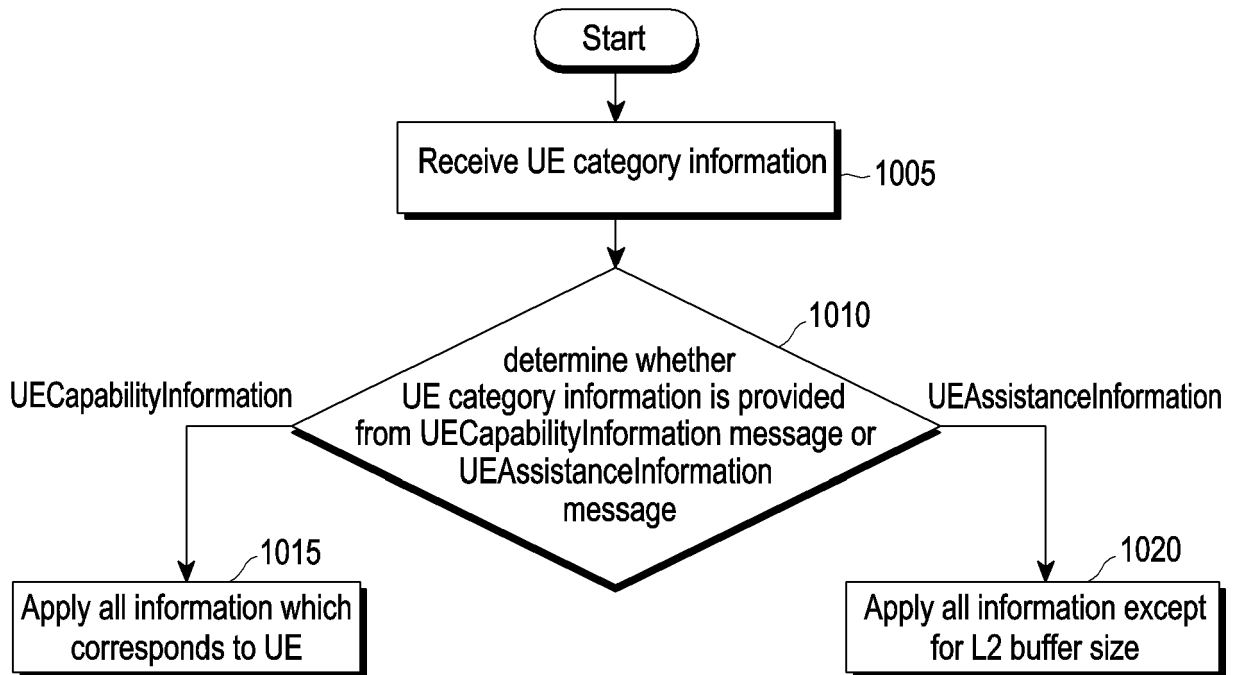 Start
Receive UE category information
1005
1010
determine whether
UE category information is provided
from UECapabilityInformation message or
UEAssistanceInformation
message
UECapabilityInformation
UEAssistanceInformation
1015
Apply all information which
corresponds to UE
1020
Apply all information except
for L2 buffer size